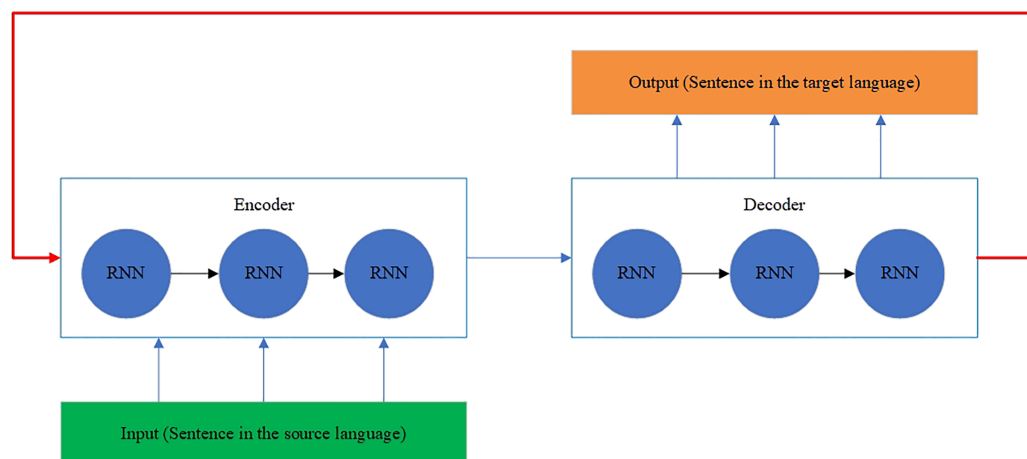 Output (Sentence in the target language)
Encoder
Decoder
RNN
RNN
RNN
RNN
RNN
RNN
Input (Sentence in the source language)